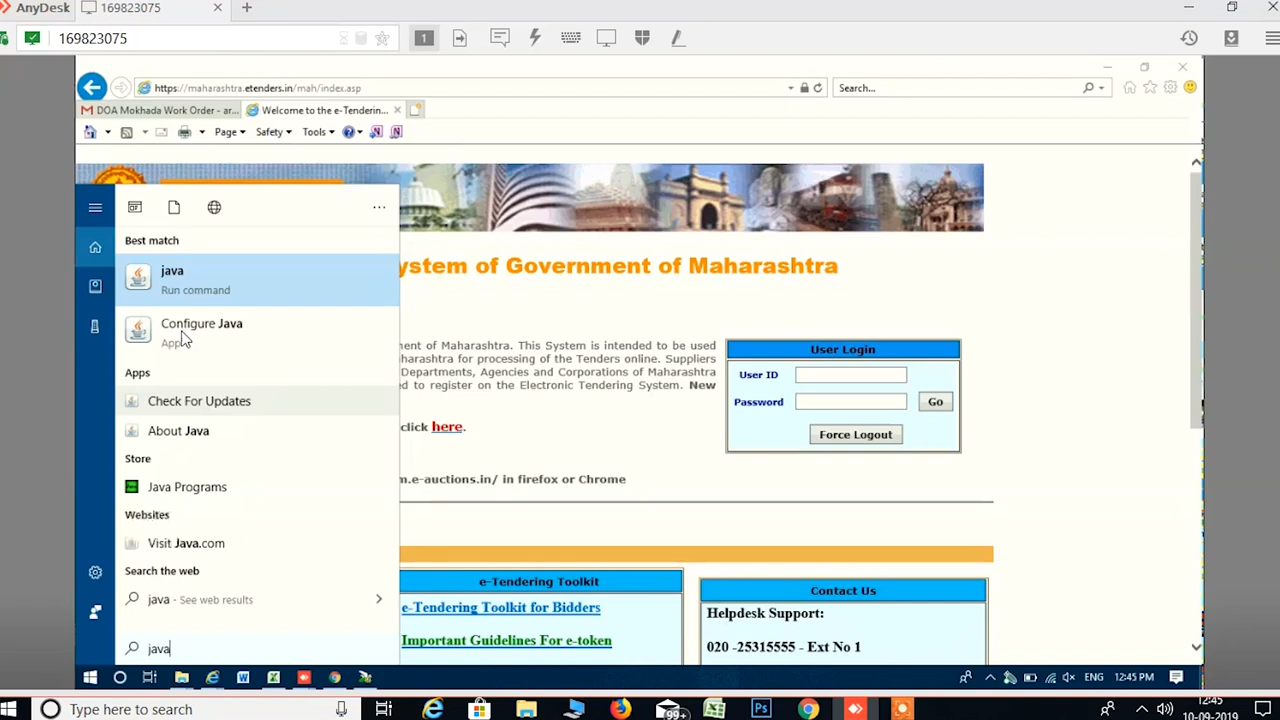 AnyDesk 169823075
169823075
1
https://maharashtra.etenders.in/mah/index.asp
Search...
DOA Mokhada Work Order - ar...
Welcome to the e-Tenderin...
Page Safety Tools
ystem of Government of Maharashtra
Best match
java
Run command
Configure Java
App
Apps
Check For Updates
About Java
Store
Java Programs
Websites
Visit Java.com
Search the web
java - See web results
java
ent of Maharashtra. This System is intended to be used
harashtra for processing of the Tenders online. Suppliers
Departments, Agencies and Corporations of Maharashtra
ed to register on the Electronic Tendering System. New
click here.
m.e-auctions.in/ in firefox or Chrome
User Login
User ID
Password
Go
Force Logout
e-Tendering Toolkit
e-Tendering Toolkit for Bidders
Important Guidelines For e-token
Contact Us
Helpdesk Support:
020 -25315555 - Ext No 1
ENG 12:45 PM
Type here to search
99+
12:45
10-09-2019